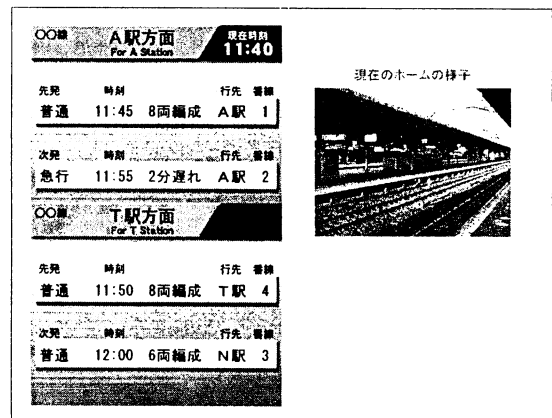 〇〇線 A駅方面 現在時刻
For A Station 11:40
先発 時刻 行先 番線
普通 11:45 8両編成 A駅 1
次発 時刻 行先 番線
急行 11:55 2分遅れ A駅 2
〇〇線 T駅方面
For T Station
先発 時刻 行先 番線
普通 11:50 8両編成 T駅 4
次発 時刻 行先 番線
普通 12:00 6両編成 N駅 3
現在のホームの様子